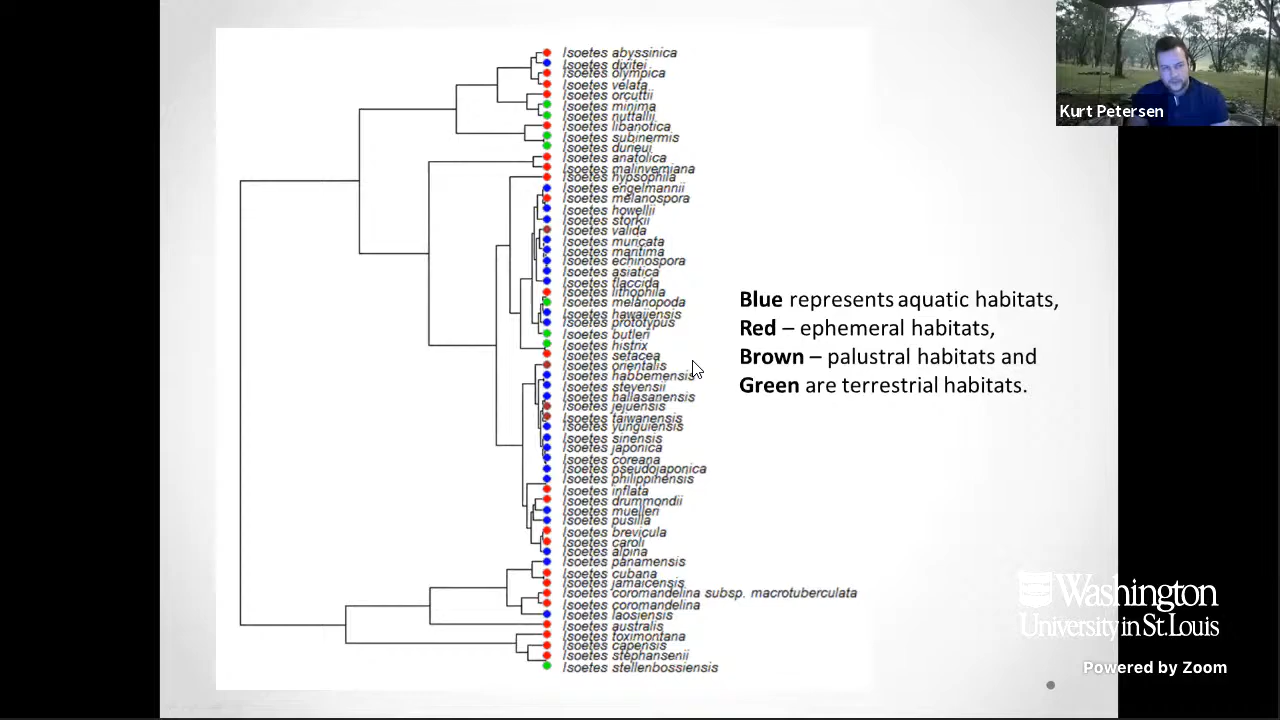 Isoetes abyssinica
Isoetes dixitei
Isoetes olympica
Isoetes velata
Isoetes orcuttii
Isoetes minima
Isoetes nuttallii
Isoetes libanotica
Isoetes subinermis
Isoetes durieui
Isoetes anatolica
Isoetes malinverniana
Isoetes hypsophila
Isoetes engelmannii
Isoetes melanospora
Isoetes howellii
Isoetes storkii
Isoetes valida
Isoetes muricata
Isoetes maritima
Isoetes echinospora
Isoetes asiatica
Isoetes flaccida
Isoetes lithophila
Isoetes melanopoda
Isoetes hawaiiensis
Isoetes prototypus
Isoetes butleri
Isoetes histrix
Isoetes setacea
Isoetes orientalis
Isoetes habbemensis
Isoetes stevensii
Isoetes hallasanensis
Isoetes jejuensis
Isoetes taiwanensis
Isoetes yunguiensis
Isoetes sinensis
Isoetes japonica
Isoetes coreana
Isoetes pseudojaponica
Isoetes philippinensis
Isoetes inflata
Isoetes drummondii
Isoetes muelleri
Isoetes pusilla
Isoetes brevicula
Isoetes caroli
Isoetes alpina
Isoetes panamensis
Isoetes cubana
Isoetes jamaicensis
Isoetes coromandelina subsp. macrotuberculata
Isoetes coromandelina
Isoetes laosiensis
Isoetes australis
Isoetes toximontana
Isoetes capensis
Isoetes stephansenii
Isoetes stellenbossiensis
Blue represents aquatic habitats,
Red – ephemeral habitats,
Brown – palustral habitats and
Green are terrestrial habitats.
Kurt Petersen
Washington
University in St. Louis
Powered by Zoom